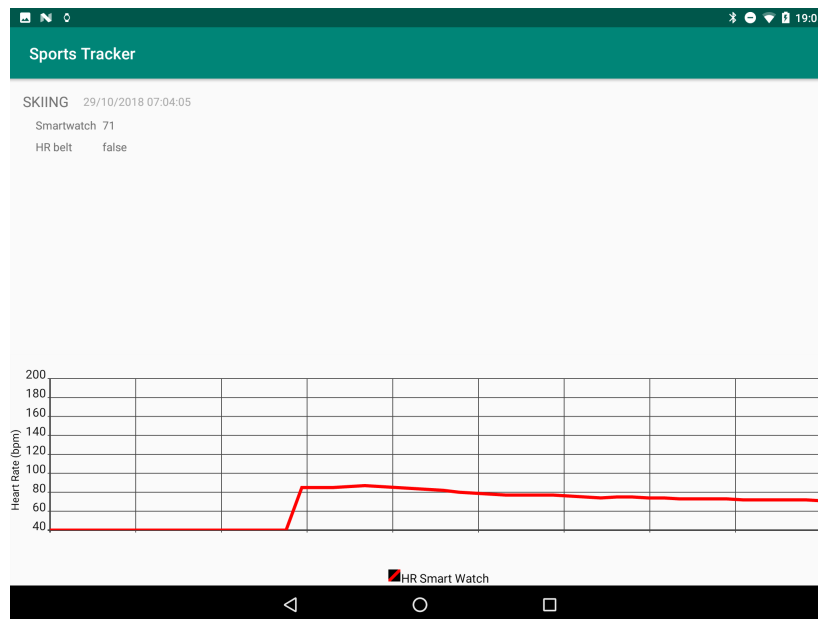 19:0
Sports Tracker
SKIING 29/10/2018 07:04:05
Smartwatch 71
HR belt false
200
180
160
140
120
100
80
60
40
Heart Rate (bpm)
HR Smart Watch